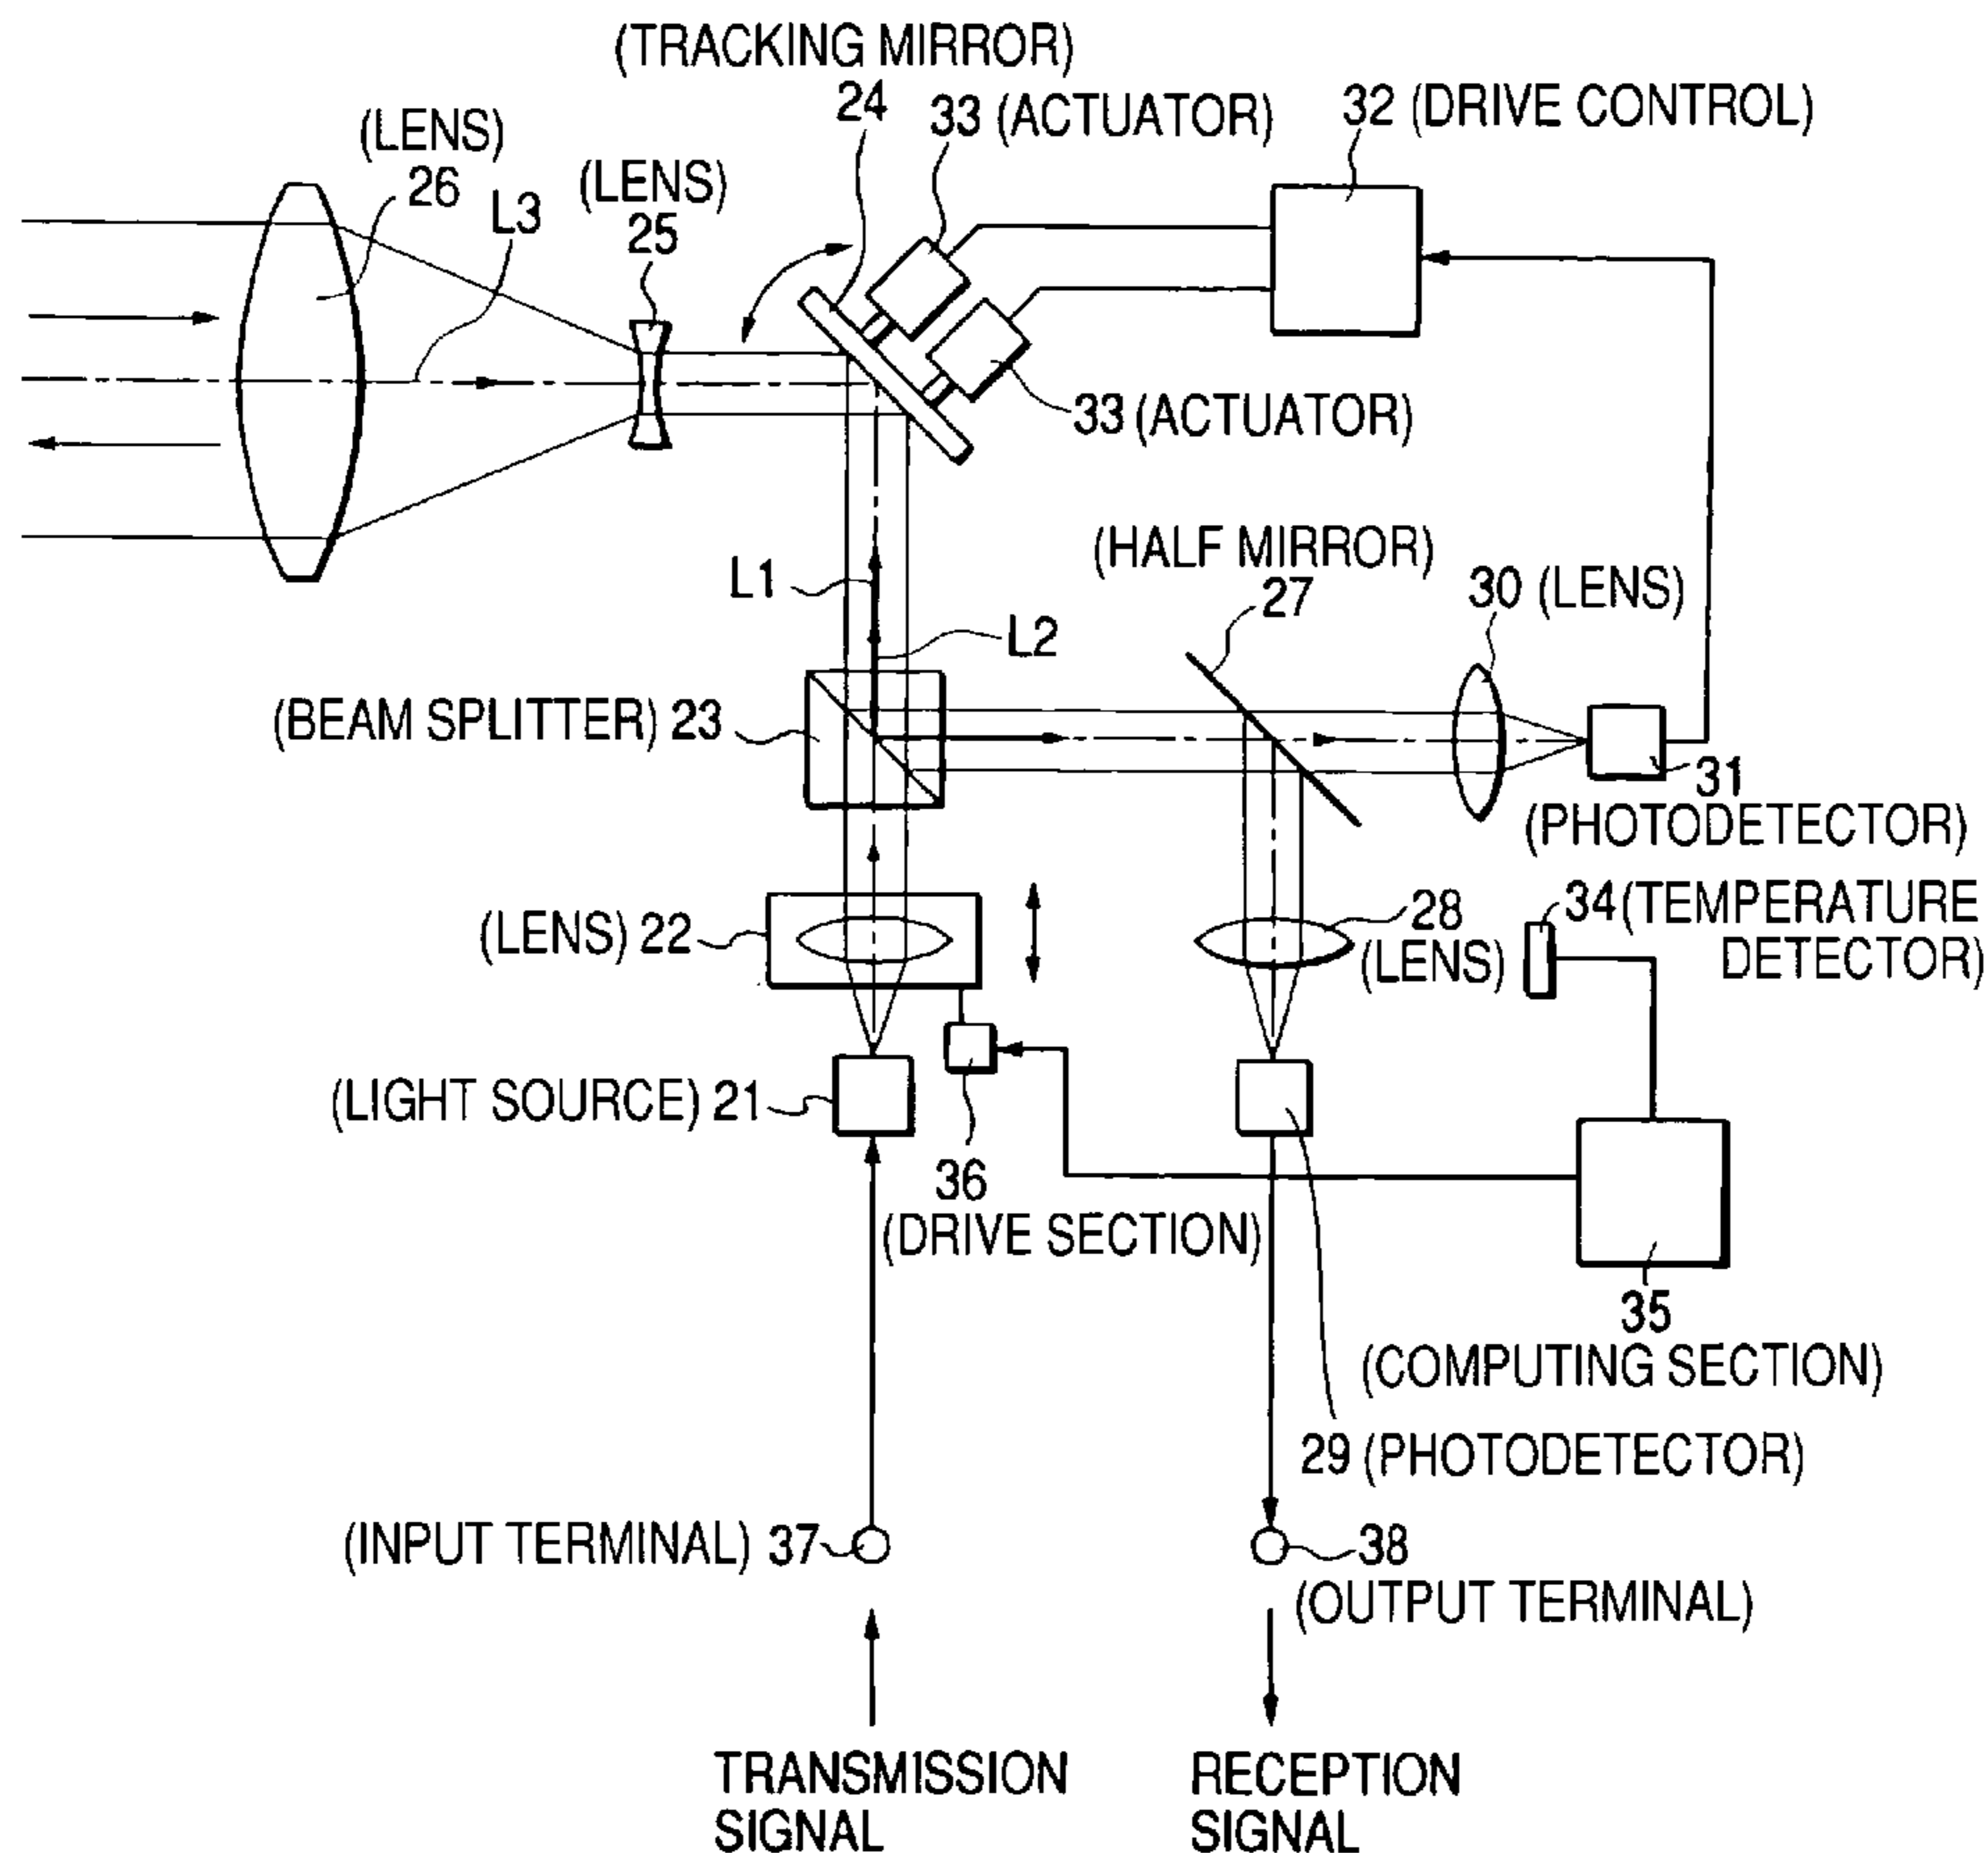 (TRACKING MIRROR)
24
33 (ACTUATOR)
32 (DRIVE CONTROL)
(LENS)
26
L3
(LENS)
25
33 (ACTUATOR)
(HALF MIRROR)
27
30 (LENS)
L1
L2
(BEAM SPLITTER) 23
31
(PHOTODETECTOR)
(LENS) 22
28
(LENS)
34 (TEMPERATURE
DETECTOR)
(LIGHT SOURCE) 21
36
(DRIVE SECTION)
35
(COMPUTING SECTION)
29 (PHOTODETECTOR)
(INPUT TERMINAL) 37
38
(OUTPUT TERMINAL)
TRANSMISSION
SIGNAL
RECEPTION
SIGNAL